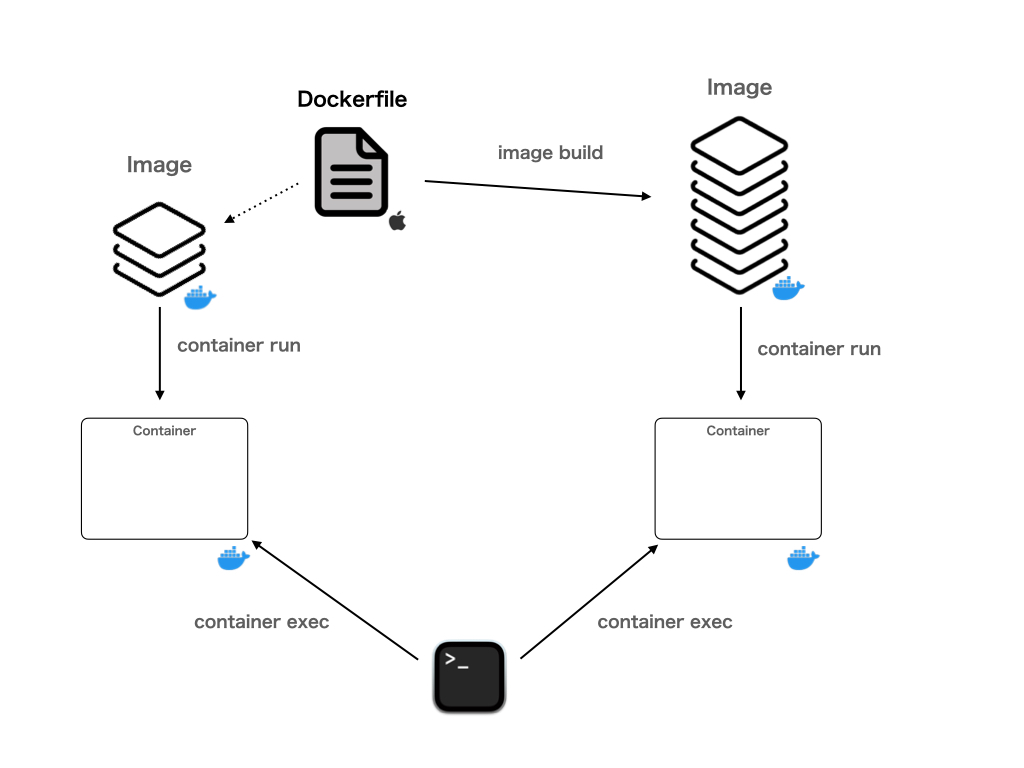 Image
Dockerfile
image build
Image
container run
container run
Container
Container
container exec
container exec
>_